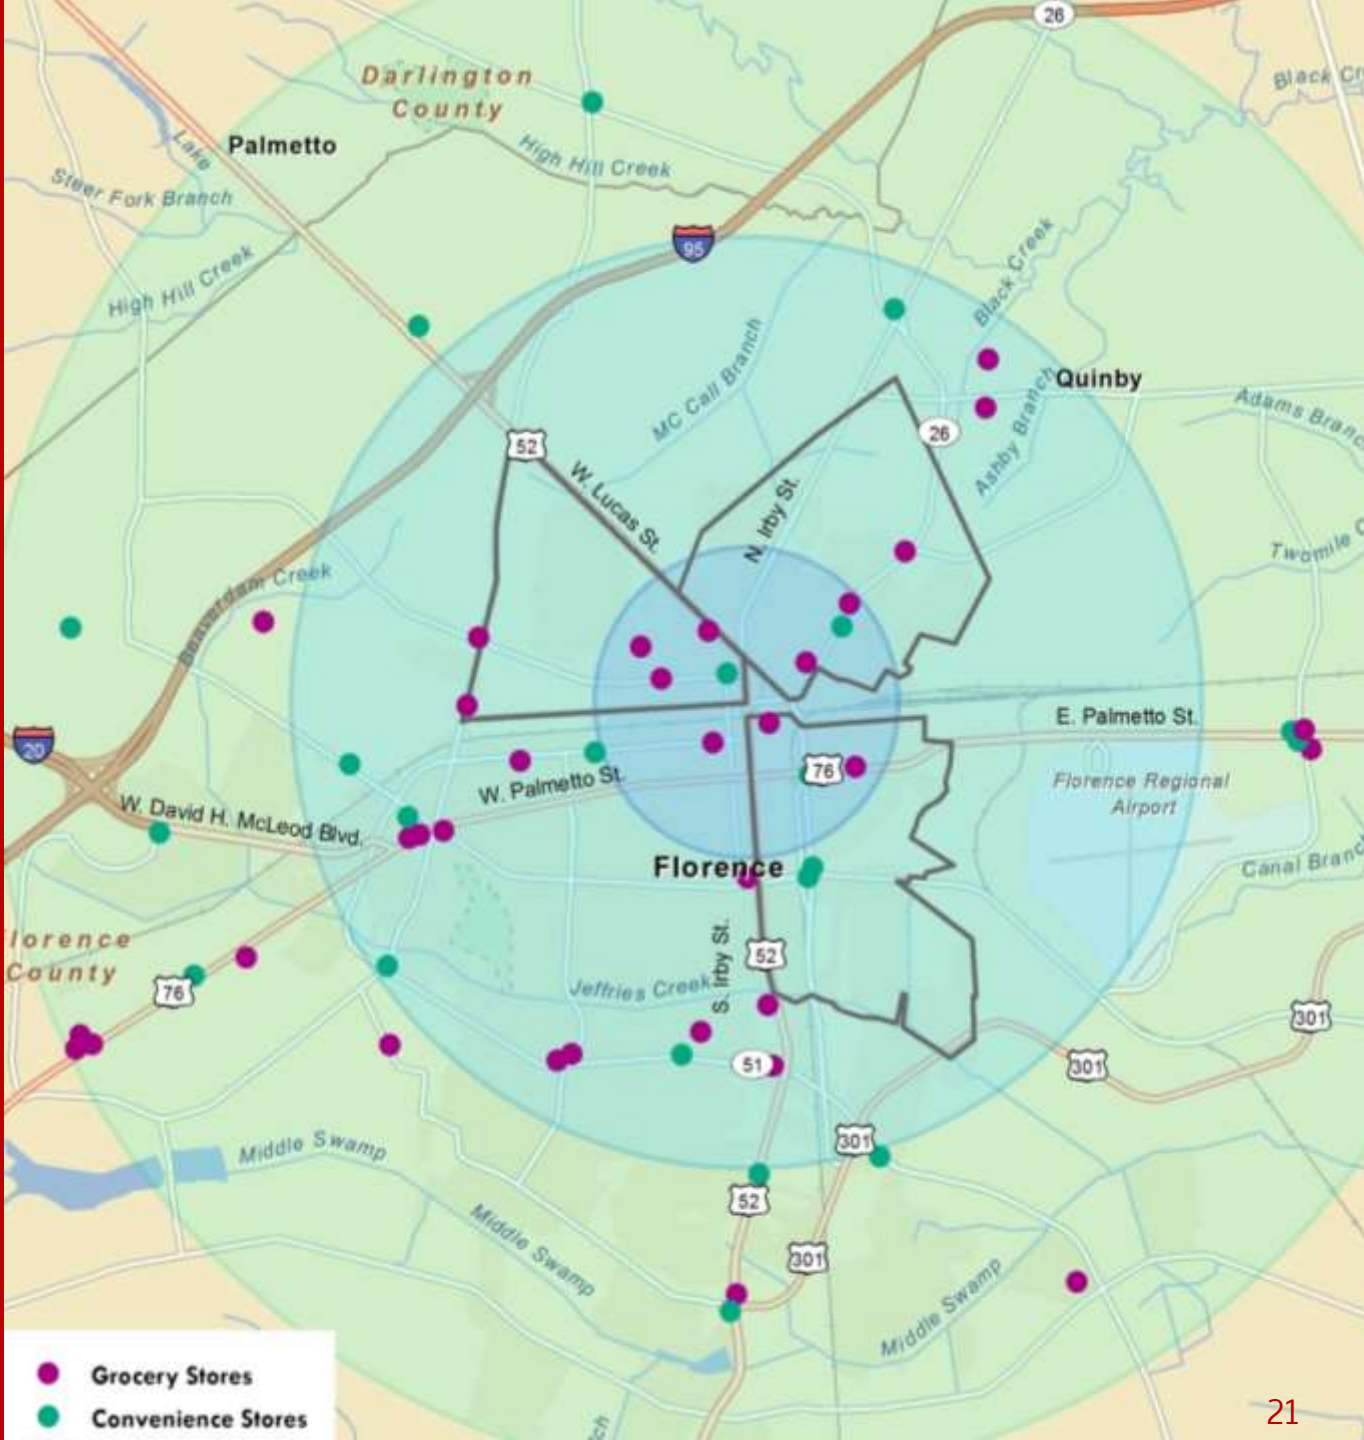 26
Darlington
County
Black Cr
Palmetto
Lake
High Hill Creek
Steer Fork Branch
95
High Hill Creek
Black Creek
MC Call Branch
Quinby
Ashby Branch
Adams Branc
26
52
W. Lucas St.
N. Irby St.
Twomile C
Beaverdam Creek
20
E. Palmetto St.
76
W. Palmetto St.
Florence Regional
Airport
W. David H. McLeod Blvd.
Florence
Canal Branc
lorence
County
76
52
S. Irby St.
Jeffries Creek
301
51
301
301
Middle Swamp
52
Middle Swamp
301
Middle Swamp
Grocery Stores
Convenience Stores
ch
21